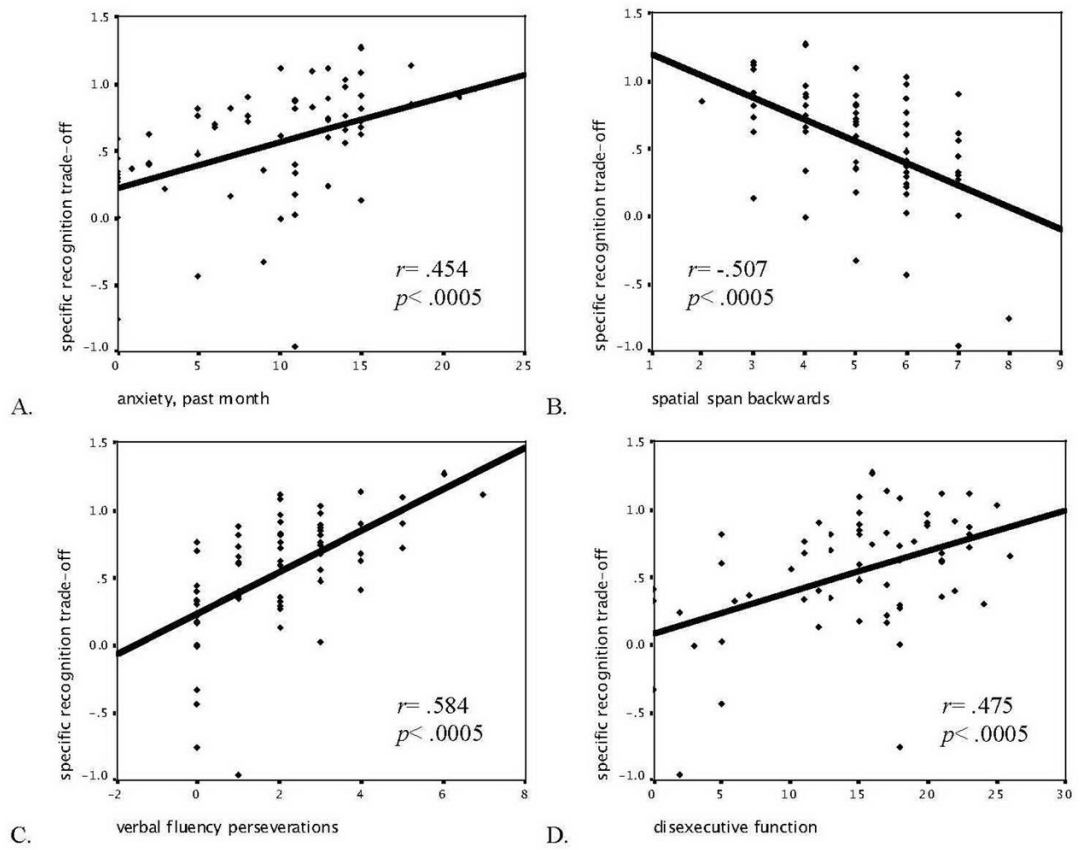 1.5
1.0
.5
0.0
-.5
-1.0
specific recognition trade-off
r= .454
p< .0005
0 5 10 15 20 25
anxiety, past month
A.
1.5
1.0
.5
0.0
-.5
-1.0
specific recognition trade-off
r= -.507
p< .0005
1 2 3 4 5 6 7 8 9
spatial span backwards
B.
1.5
1.0
.5
0.0
-.5
-1.0
specific recognition trade-off
r= .584
p< .0005
-2 0 2 4 6 8
verbal fluency perseverations
C.
1.5
1.0
.5
0.0
-.5
-1.0
specific recognition trade-off
r= .475
p< .0005
0 5 10 15 20 25 30
disexecutive function
D.